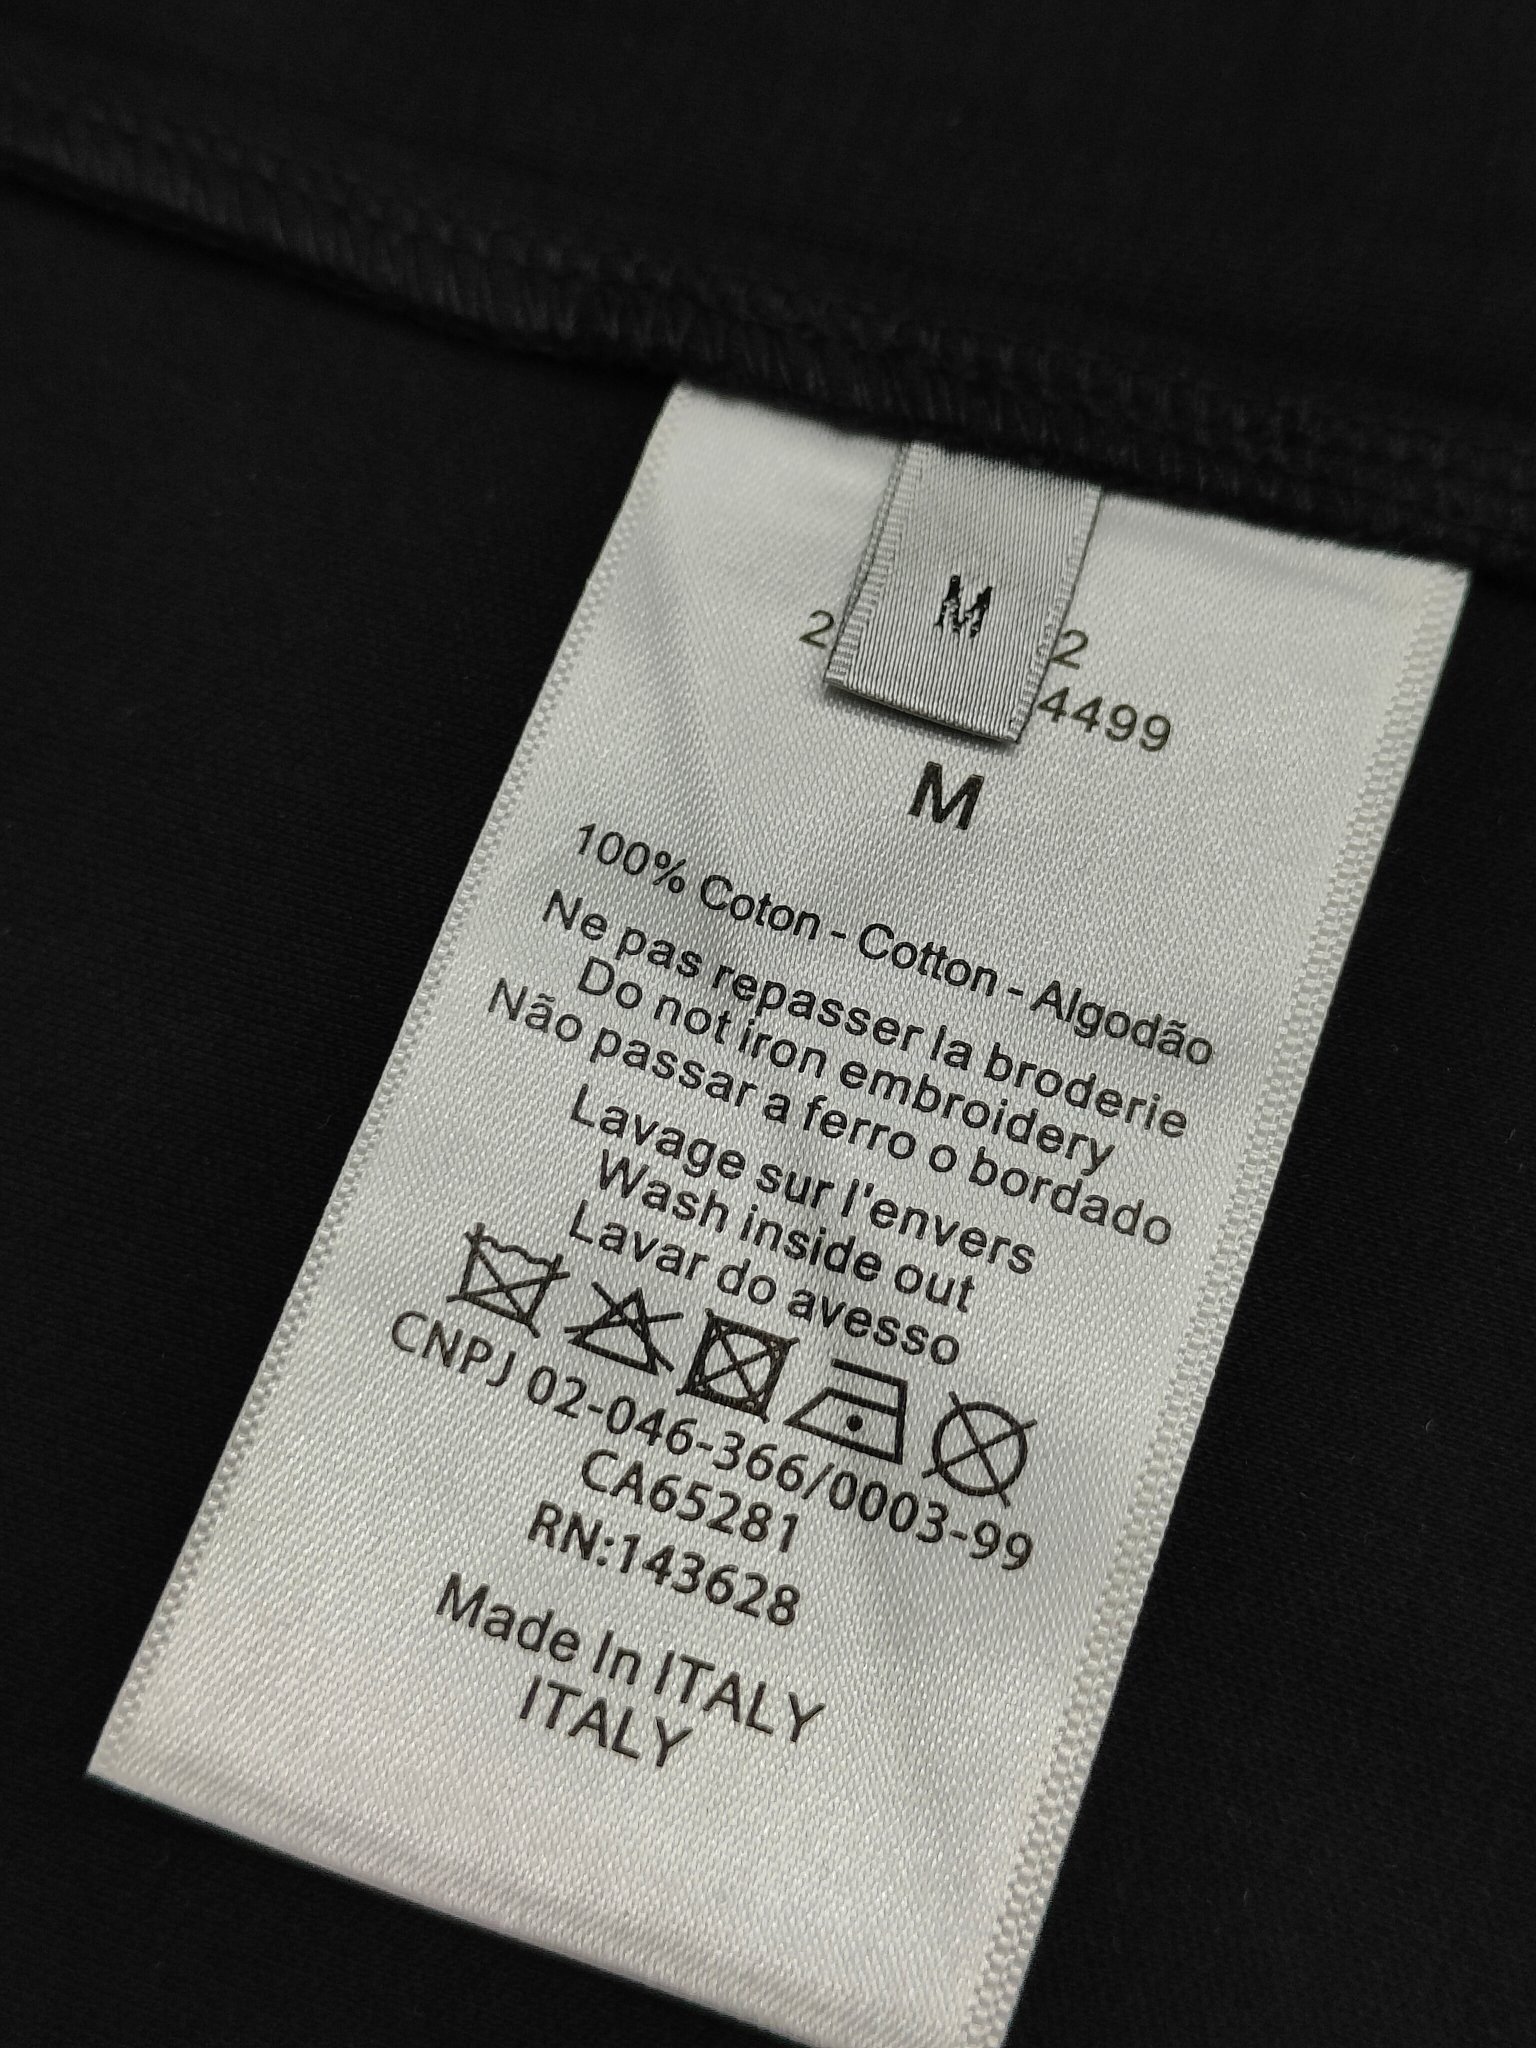 M
2 2
4499
M
100% Coton - Cotton - Algodão
Ne pas repasser la broderie
Do not iron embroidery
Não passar a ferro o bordado
Lavage sur l'envers
Wash inside out
Lavar do avesso
CNPJ 02-046-366/0003-99
CA65281
RN:143628
Made In ITALY
ITALY